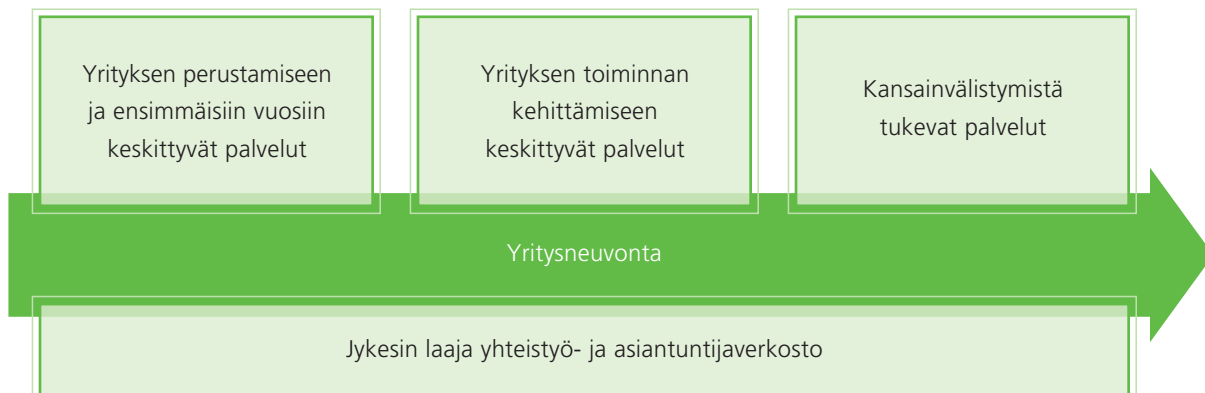 Yrityksen perustamiseen
ja ensimmäisiin vuosiin
keskittyvät palvelut
Yrityksen toiminnan
kehittämiseen
keskittyvät palvelut
Kansainvälistymistä
tukevat palvelut
Yritysneuvonta
Jykesin laaja yhteistyö- ja asiantuntijaverkosto